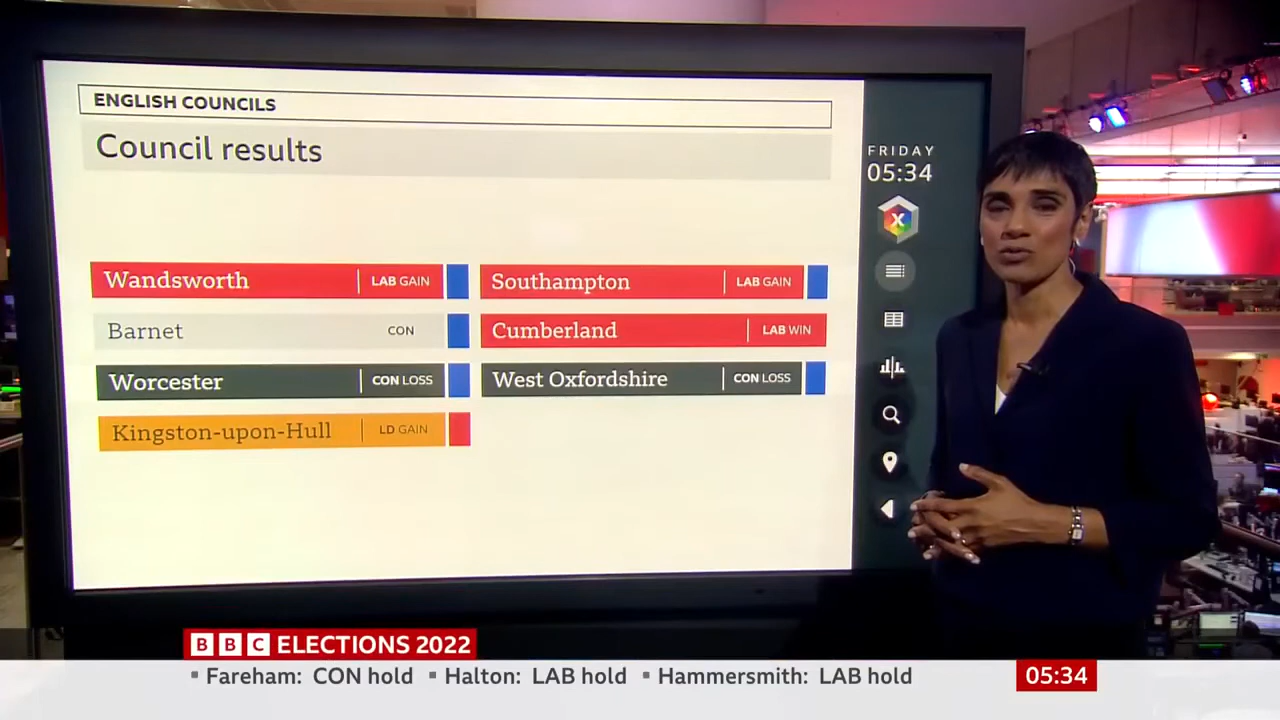 ENGLISH COUNCILS
Council results
FRIDAY
05:34
X
Wandsworth LAB GAIN
Southampton LAB GAIN
Barnet CON
Cumberland LAB WIN
Worcester CON LOSS
West Oxfordshire CON LOSS
Kingston-upon-Hull LD GAIN
BBC ELECTIONS 2022
▪ Fareham: CON hold ▪ Halton: LAB hold ▪ Hammersmith: LAB hold
05:34